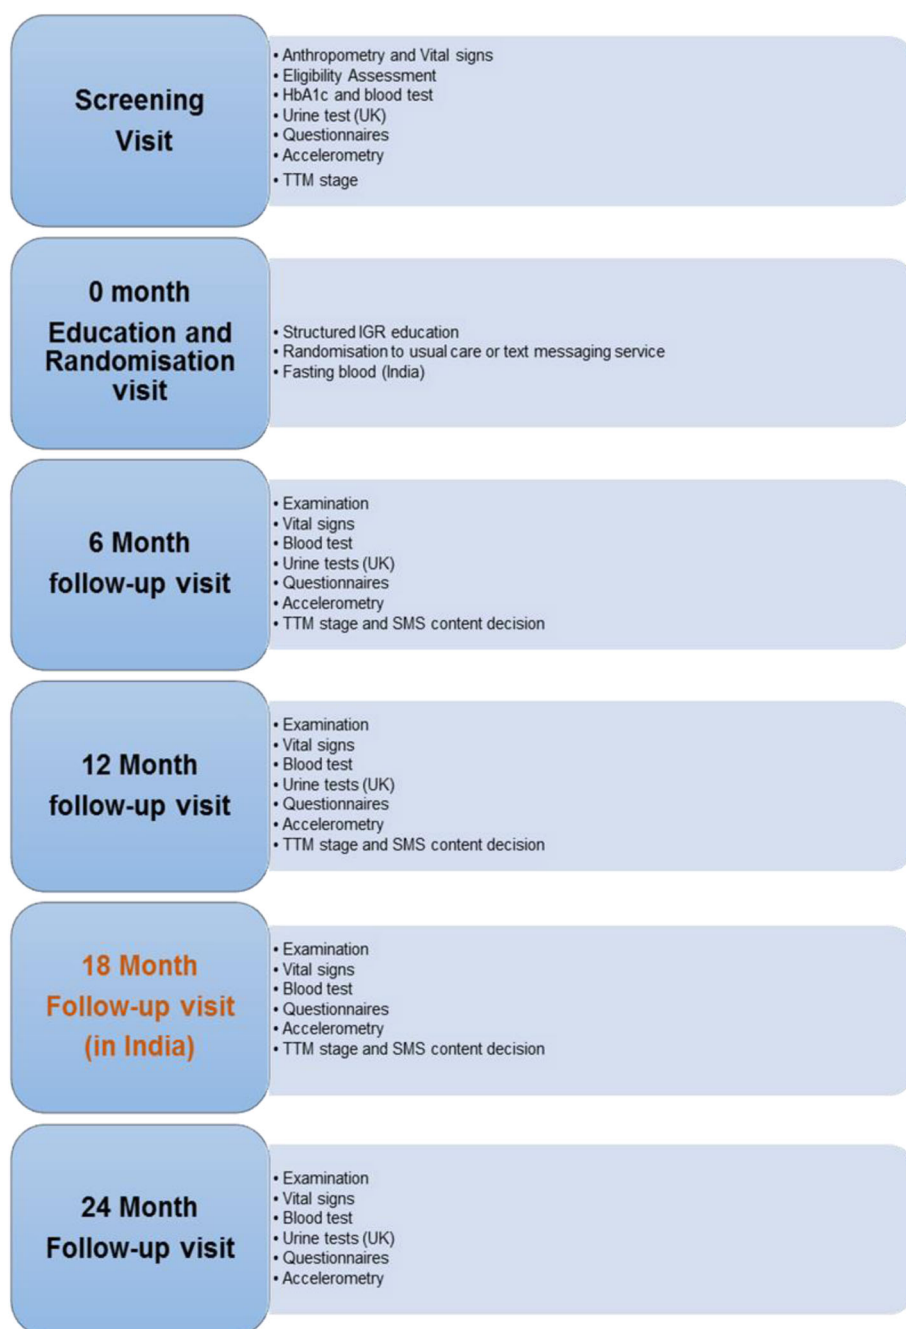 Screening
Visit
• Anthropometry and Vital signs
• Eligibility Assessment
• HbA1c and blood test
• Urine test (UK)
• Questionnaires
• Accelerometry
• TTM stage
0 month
Education and
Randomisation
visit
• Structured IGR education
• Randomisation to usual care or text messaging service
• Fasting blood (India)
6 Month
follow-up visit
• Examination
• Vital signs
• Blood test
• Urine tests (UK)
• Questionnaires
• Accelerometry
• TTM stage and SMS content decision
12 Month
follow-up visit
• Examination
• Vital signs
• Blood test
• Urine tests (UK)
• Questionnaires
• Accelerometry
• TTM stage and SMS content decision
18 Month
Follow-up visit
(in India)
• Examination
• Vital signs
• Blood test
• Questionnaires
• Accelerometry
• TTM stage and SMS content decision
24 Month
Follow-up visit
• Examination
• Vital signs
• Blood test
• Urine tests (UK)
• Questionnaires
• Accelerometry